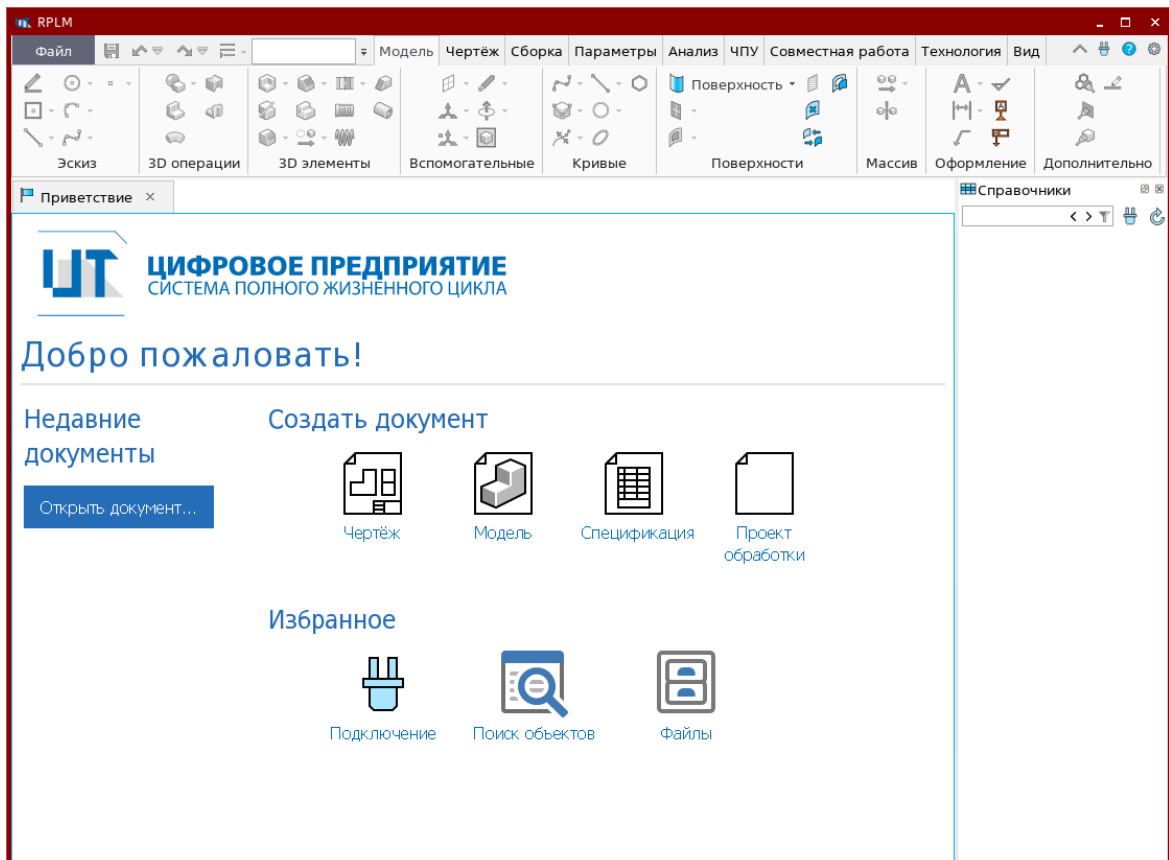 RPLM
Файл Модель Чертёж Сборка Параметры Анализ ЧПУ Совместная работа Технология Вид
Поверхность
Эскиз 3D операции 3D элементы Вспомогательные Кривые Поверхности Массив Оформление Дополнительно
Приветствие
Справочники
ЦИФРОВОЕ ПРЕДПРИЯТИЕ
СИСТЕМА ПОЛНОГО ЖИЗНЕННОГО ЦИКЛА
Добро пожаловать!
Недавние
документы
Открыть документ...
Создать документ
Чертёж Модель Спецификация Проект
обработки
Избранное
Подключение Поиск объектов Файлы